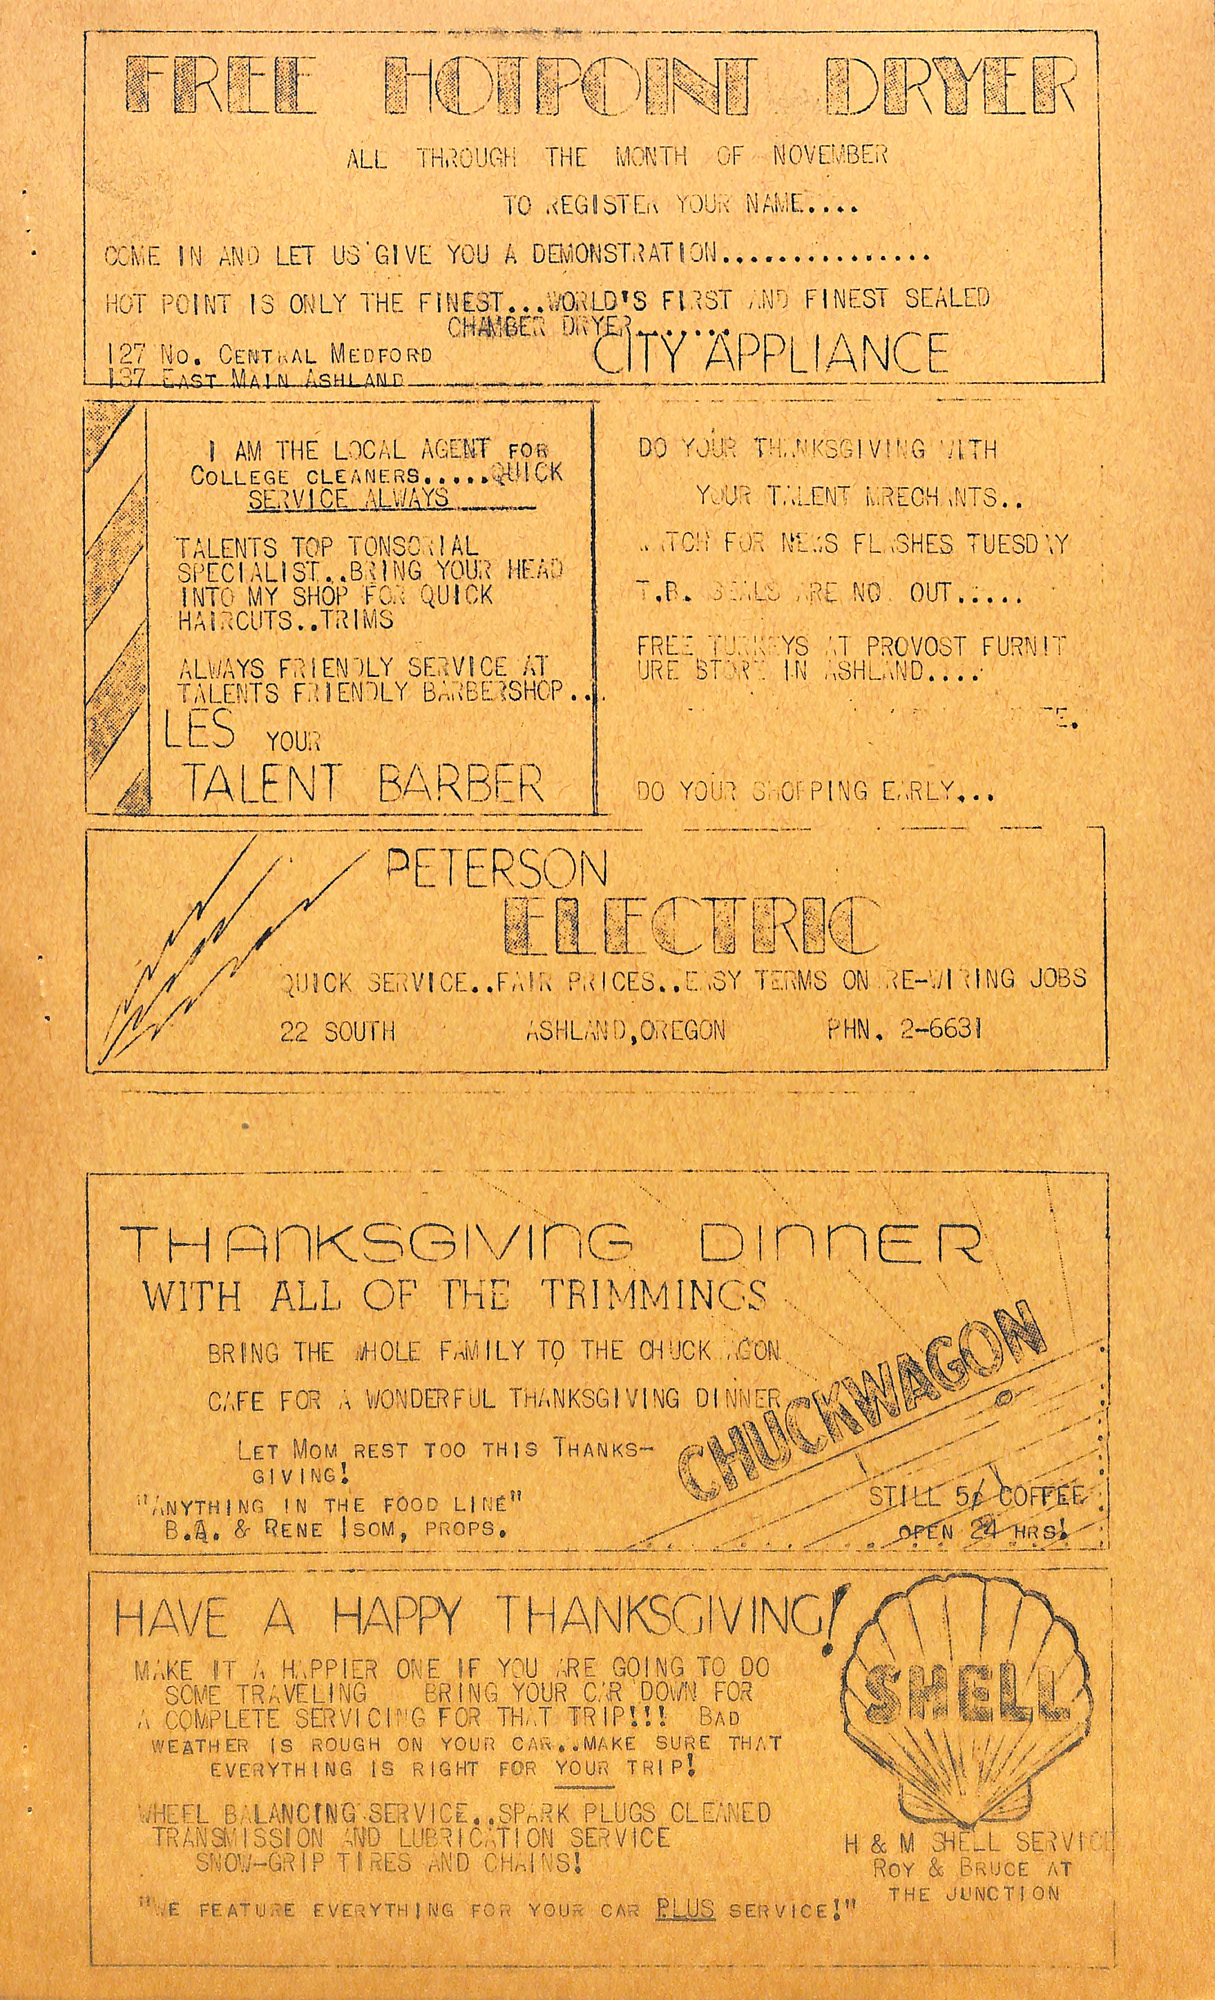 FREE HOTPOINT DRYER
ALL THROUGH THE MONTH OF NOVEMBER
TO REGISTER YOUR NAME....
COME IN AND LET US GIVE YOU A DEMONSTRATION...............
HOT POINT IS ONLY THE FINEST...WORLD'S FIRST AND FINEST SEALED
CHAMBER DRYER........
127 NO. CENTRAL MEDFORD
137 EAST MAIN ASHLAND
CITY APPLIANCE
I AM THE LOCAL AGENT FOR
COLLEGE CLEANERS.....QUICK
SERVICE ALWAYS
TALENTS TOP TONSORIAL
SPECIALIST..BRING YOUR HEAD
INTO MY SHOP FOR QUICK
HAIRCUTS..TRIMS
ALWAYS FRIENDLY SERVICE AT
TALENTS FRIENDLY BARBERSHOP...
LES YOUR
TALENT BARBER
DO YOUR THANKSGIVING WITH
YOUR TALENT MRECHANTS..
WATCH FOR NEWS FLASHES TUESDAY
T.B. SEALS ARE NOW OUT.....
FREE TURKEYS AT PROVOST FURNIT
URE STORE IN ASHLAND....
DO YOUR SHOPPING EARLY...
PETERSON
ELECTRIC
QUICK SERVICE..FAIR PRICES..EASY TERMS ON RE-WIRING JOBS
22 SOUTH ASHLAND,OREGON PHN. 2-6631
THANKSGIVING DINNER
WITH ALL OF THE TRIMMINGS
BRING THE WHOLE FAMILY TO THE CHUCKWAGON
CAFE FOR A WONDERFUL THANKSGIVING DINNER
LET MOM REST TOO THIS THANKS-
GIVING!
"ANYTHING IN THE FOOD LINE"
B.A. & RENE ISOM, PROPS.
CHUCKWAGON
STILL 5¢ COFFEE
OPEN 24 HRS!
HAVE A HAPPY THANKSGIVING!
MAKE IT A HAPPIER ONE IF YOU ARE GOING TO DO
SOME TRAVELING BRING YOUR CAR DOWN FOR
A COMPLETE SERVICING FOR THAT TRIP!!! BAD
WEATHER IS ROUGH ON YOUR CAR..MAKE SURE THAT
EVERYTHING IS RIGHT FOR YOUR TRIP!
WHEEL BALANCING SERVICE..SPARK PLUGS CLEANED
TRANSMISSION AND LUBRICATION SERVICE
SNOW-GRIP TIRES AND CHAINS!
"WE FEATURE EVERYTHING FOR YOUR CAR PLUS SERVICE!"
SHELL
H & M SHELL SERVICE
ROY & BRUCE AT
THE JUNCTION